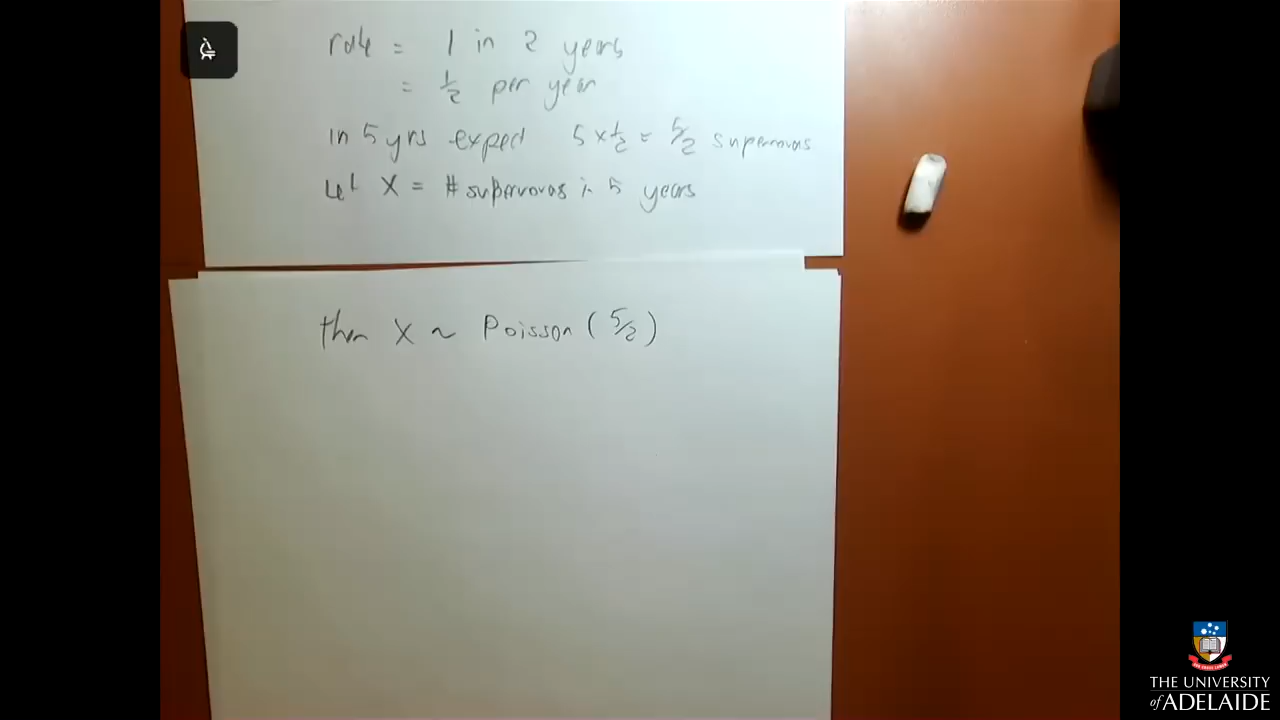 rate = 1 in 2 years
= 1/2 per year
in 5 yrs expect 5 x 1/2 = 5/2 supernovas
Let X = # supernovas in 5 years
then X ~ Poisson ( 5/2 )
THE UNIVERSITY
of ADELAIDE